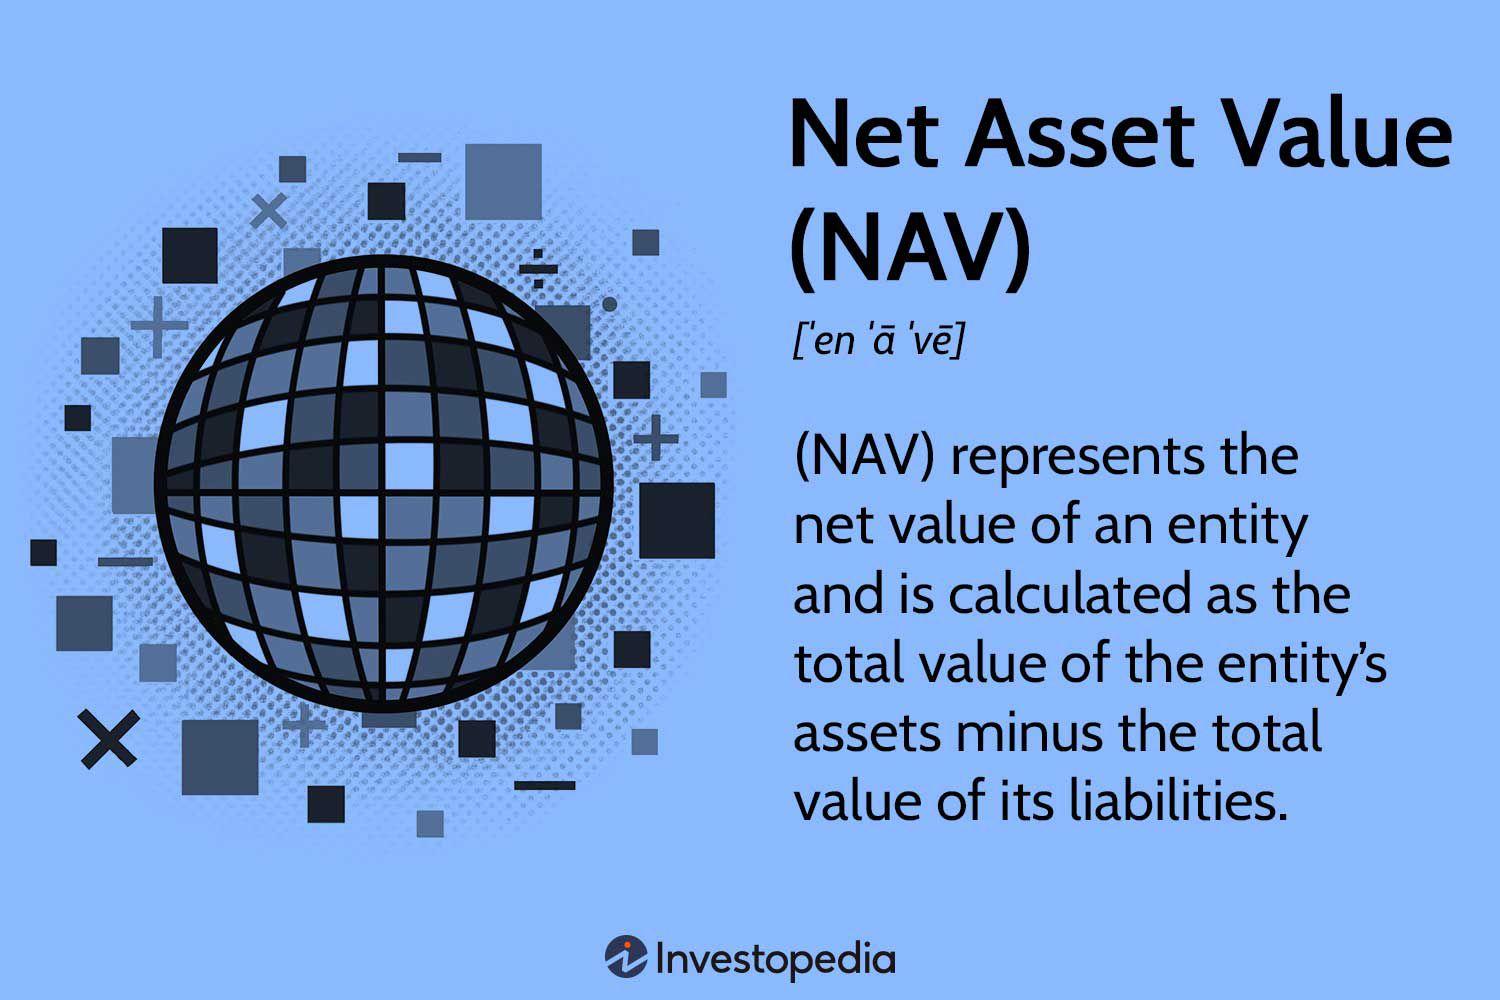 Net Asset Value
(NAV)
[ˈen ˈā ˈvē]
(NAV) represents the
net value of an entity
and is calculated as the
total value of the entity’s
assets minus the total
value of its liabilities.
Investopedia